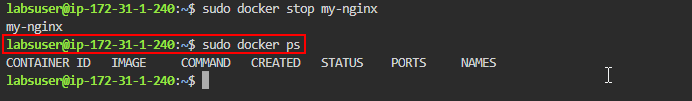 labsuser@ip-172-31-1-240:~$ sudo docker stop my-nginx
my-nginx
labsuser@ip-172-31-1-240:~$ sudo docker ps
CONTAINER ID   IMAGE     COMMAND   CREATED   STATUS    PORTS     NAMES
labsuser@ip-172-31-1-240:~$